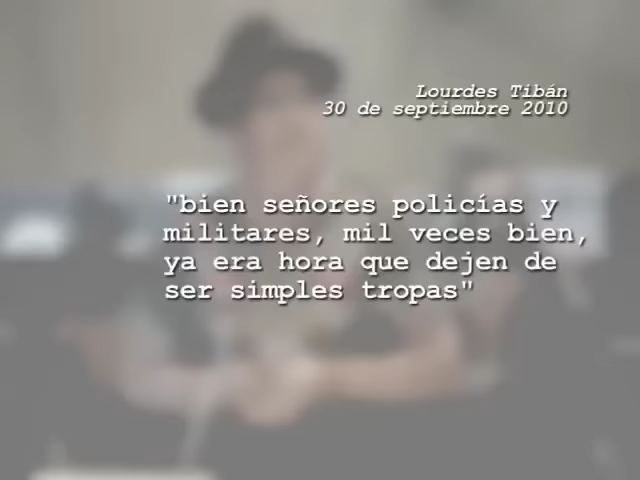 Lourdes Tibán
30 de septiembre 2010
"bien señores policías y
militares, mil veces bien,
ya era hora que dejen de
ser simples tropas"